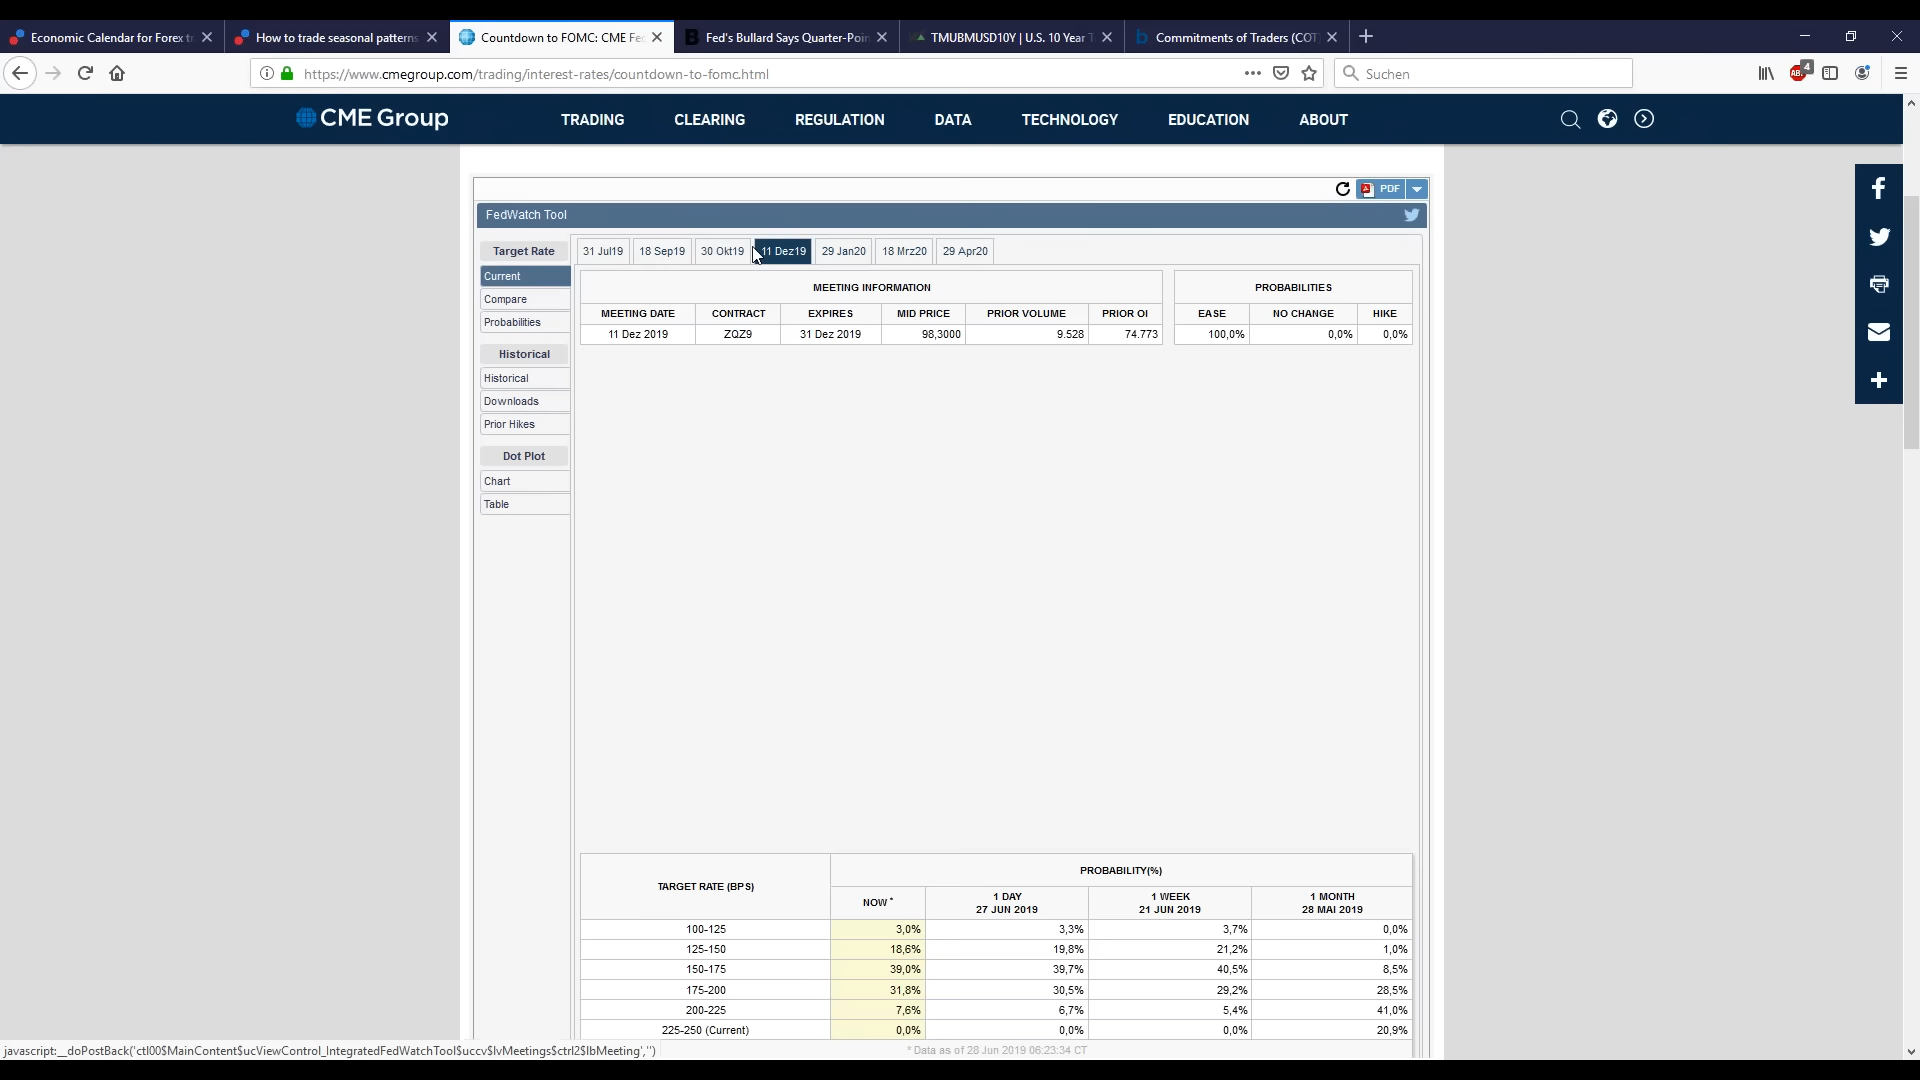 Economic Calendar for Forex t
How to trade seasonal patterns
Countdown to FOMC: CME Fe
Fed's Bullard Says Quarter-Poi
TMUBMUSD10Y | U.S. 10 Year T
Commitments of Traders (COT
https://www.cmegroup.com/trading/interest-rates/countdown-to-fomc.html
Suchen
4
CME Group
TRADING
CLEARING
REGULATION
DATA
TECHNOLOGY
EDUCATION
ABOUT
PDF
FedWatch Tool
Target Rate
31 Jul19 18 Sep19 30 Okt19 11 Dez19 29 Jan20 18 Mrz20 29 Apr20
Current
Compare
Probabilities
Historical
Historical
Downloads
Prior Hikes
Dot Plot
Chart
Table
MEETING INFORMATION
MEETING DATE CONTRACT EXPIRES MID PRICE PRIOR VOLUME PRIOR OI
11 Dez 2019 ZQZ9 31 Dez 2019 98,3000 9.528 74.773
PROBABILITIES
EASE NO CHANGE HIKE
100,0% 0,0% 0,0%
TARGET RATE (BPS)
PROBABILITY(%)
NOW *
1 DAY
27 JUN 2019
1 WEEK
21 JUN 2019
1 MONTH
28 MAI 2019
100-125 3,0% 3,3% 3,7% 0,0%
125-150 18,6% 19,8% 21,2% 1,0%
150-175 39,0% 39,7% 40,5% 8,5%
175-200 31,8% 30,5% 29,2% 28,5%
200-225 7,6% 6,7% 5,4% 41,0%
225-250 (Current) 0,0% 0,0% 0,0% 20,9%
* Data as of 28 Jun 2019 06:23:34 CT
javascript:__doPostBack('ctl00$MainContent$ucViewControl_IntegratedFedWatchTool$uccv$lvMeetings$ctrl2$lbMeeting','')